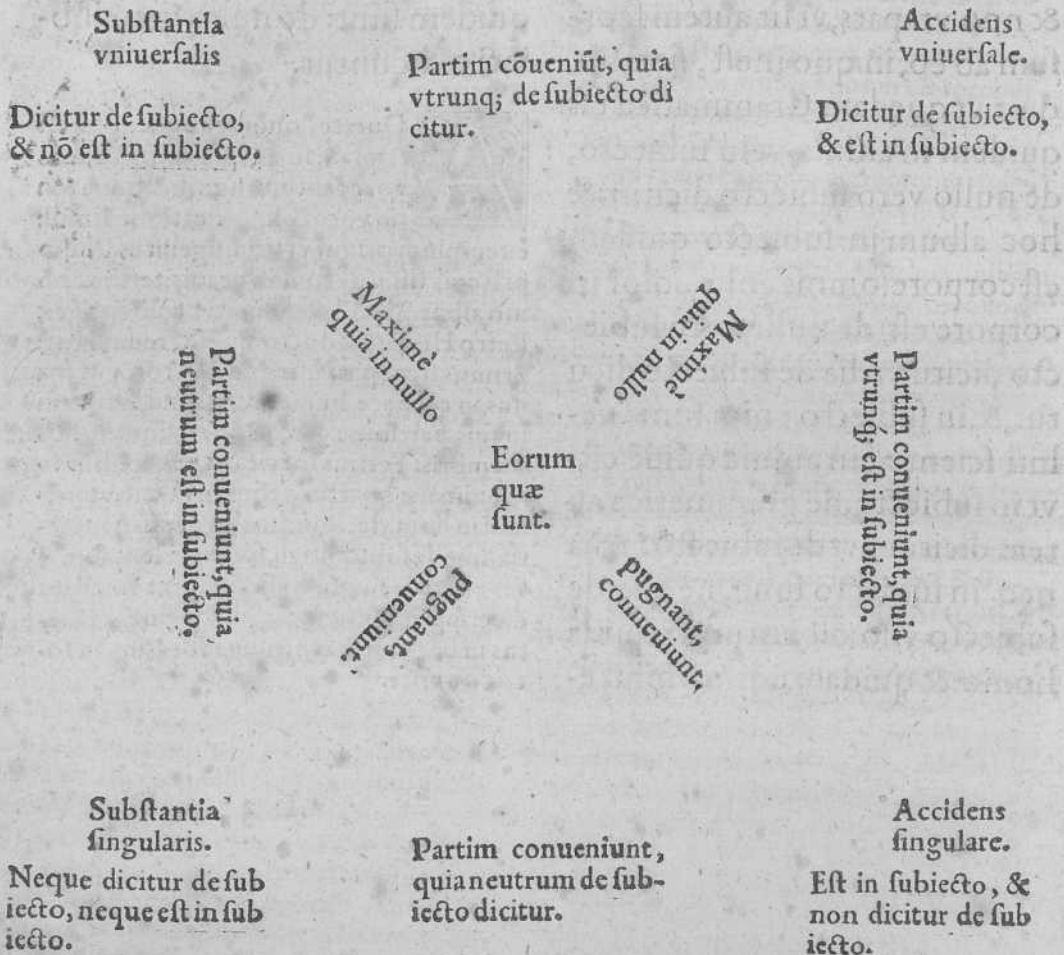 Subſtantia
vniuerſalis
Dicitur de ſubiecto,
& nō eſt in ſubiecto.
Partim cōueniūt, quia
vtrunq; de ſubiecto di
citur.
Accidens
vniuerſale.
Dicitur de ſubiecto,
& eſt in ſubiecto.
Maximè
quia in nullo
Maximè
quia in nullo
Partim conueniunt, quia
neutrum eſt in ſubiecto.
Eorum
quæ
ſunt.
Partim conueniunt, quia
vtrunq; eſt in ſubiecto.
pugnant,
conueniunt.
pugnant,
conueniunt,
Subſtantia
ſingularis.
Neque dicitur de ſub
iecto, neque eſt in ſub
iecto.
Partim conueniunt,
quia neutrum de ſub-
iecto dicitur.
Accidens
ſingulare.
Eſt in ſubiecto, &
non dicitur de ſub
iecto.